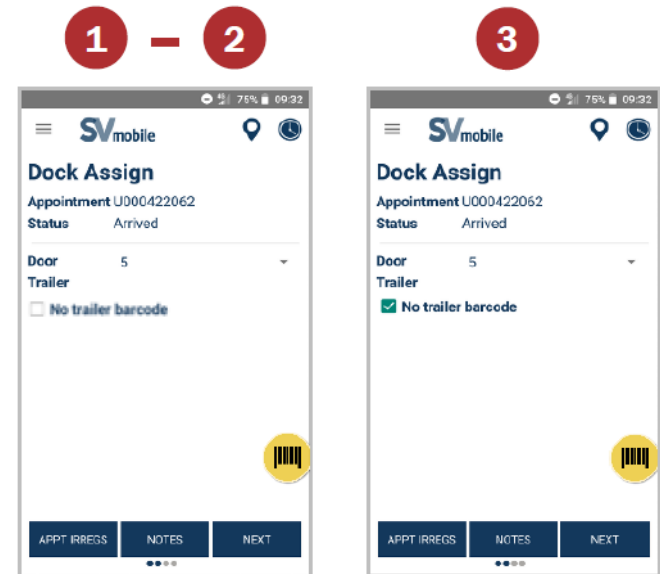 1 – 2
75% 09:32
SVmobile
Dock Assign
Appointment U000422062
Status Arrived
Door 5
Trailer
No trailer barcode
APPT IRREGS NOTES NEXT
3
75% 09:32
SVmobile
Dock Assign
Appointment U000422062
Status Arrived
Door 5
Trailer
No trailer barcode
APPT IRREGS NOTES NEXT